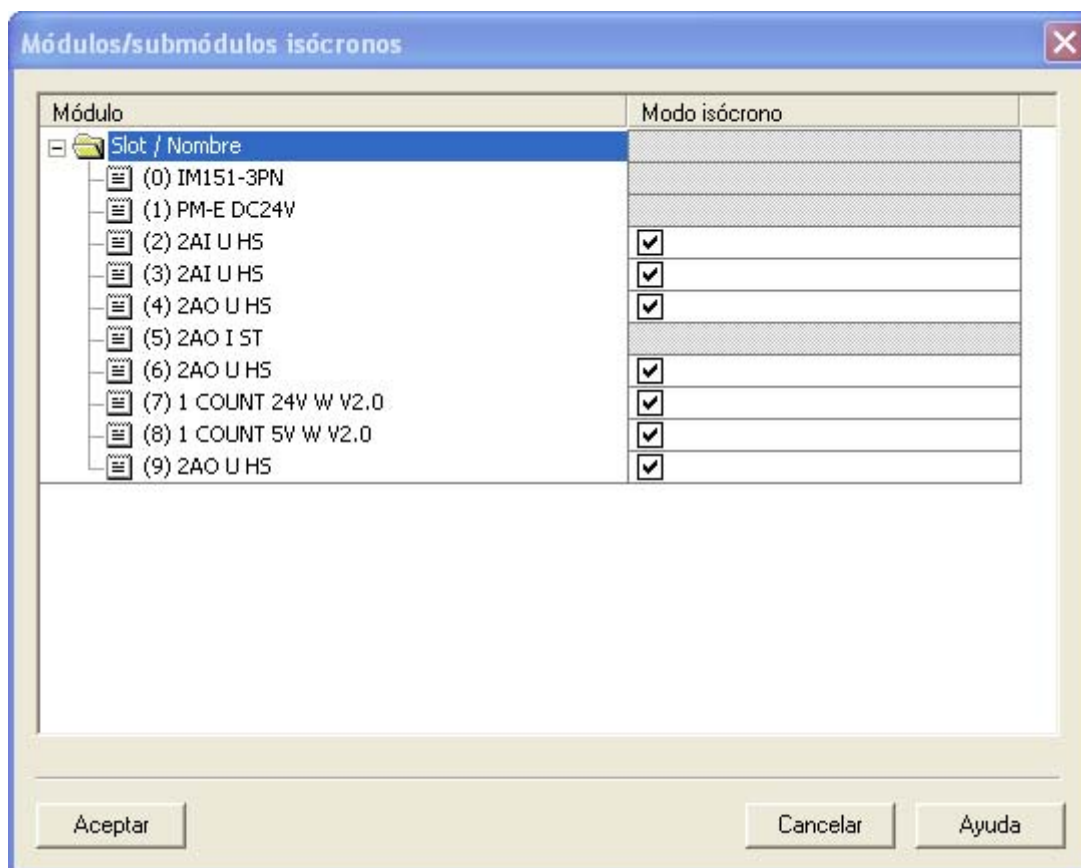 Módulos/submódulos isócronos
Módulo Modo isócrono
Slot / Nombre
(0) IM151-3PN
(1) PM-E DC24V
(2) 2AI U HS
(3) 2AI U HS
(4) 2AO U HS
(5) 2AO I ST
(6) 2AO U HS
(7) 1 COUNT 24V W V2.0
(8) 1 COUNT 5V W V2.0
(9) 2AO U HS
Aceptar Cancelar Ayuda